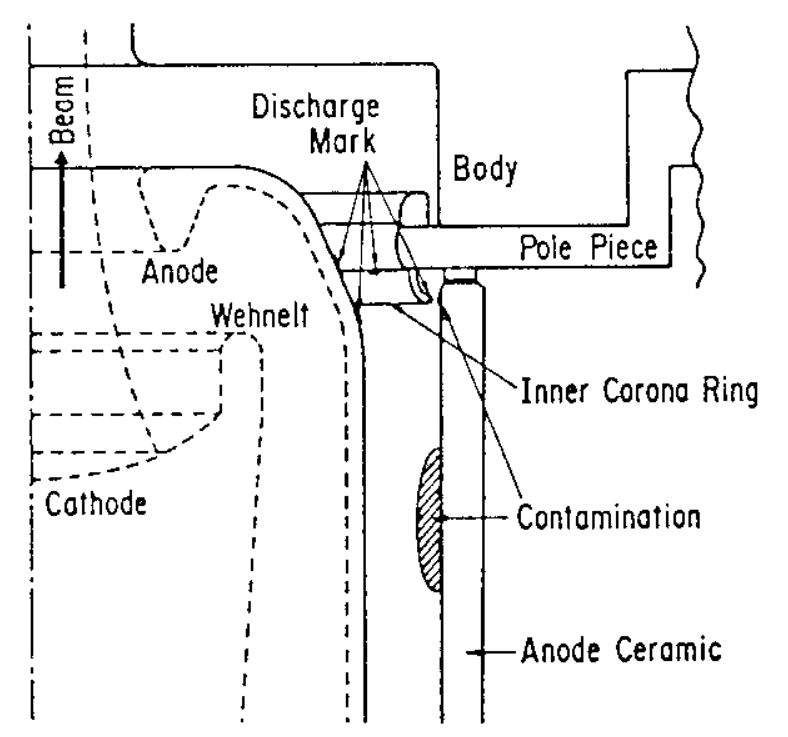 Beam
Discharge
Mark
Body
Pole Piece
Anode
Wehnelt
Inner Corona Ring
Cathode
Contamination
Anode Ceramic